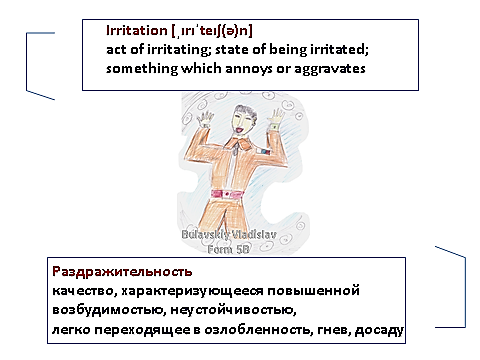 Irritation [ˌɪrɪˈteɪʃ(ə)n]
act of irritating; state of being irritated;
something which annoys or aggravates
Bulavskiy Vladislav
Form 5B
Раздражительность
качество, характеризующееся повышенной
возбудимостью, неустойчивостью,
легко переходящее в озлобленность, гнев, досаду